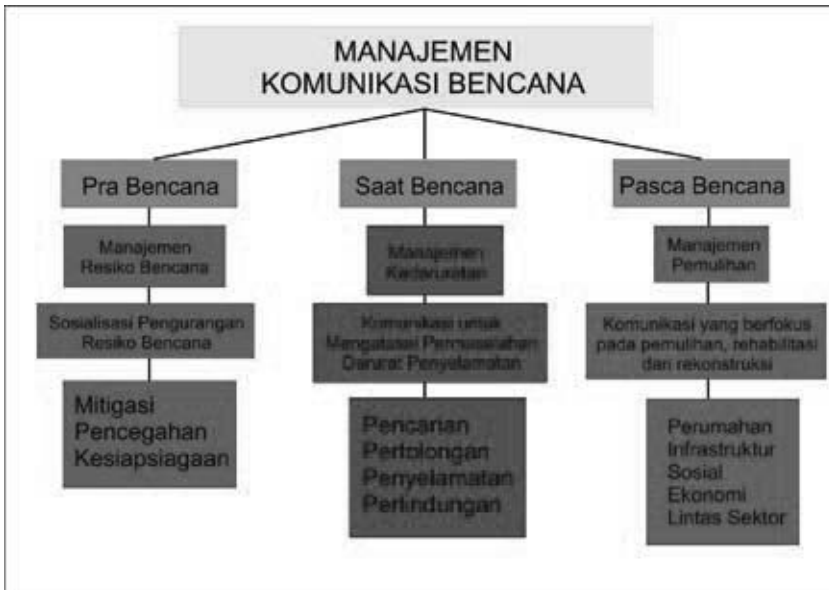 MANAJEMEN
KOMUNIKASI BENCANA
Pra Bencana
Manajemen
Resiko Bencana
Sosialisasi Pengurangan
Resiko Bencana
Mitigasi
Pencegahan
Kesiapsiagaan
Saat Bencana
Manajemen
Kedaruratan
Komunikasi untuk
Mengatasi Permasalahan
Darurat Penyelamatan
Pencarian
Pertolongan
Penyelamatan
Perlindungan
Pasca Bencana
Manajemen
Pemulihan
Komunikasi yang berfokus
pada pemulihan, rehabilitasi
dan rekonstruksi
Perumahan
Infrastruktur
Sosial
Ekonomi
Lintas Sektor